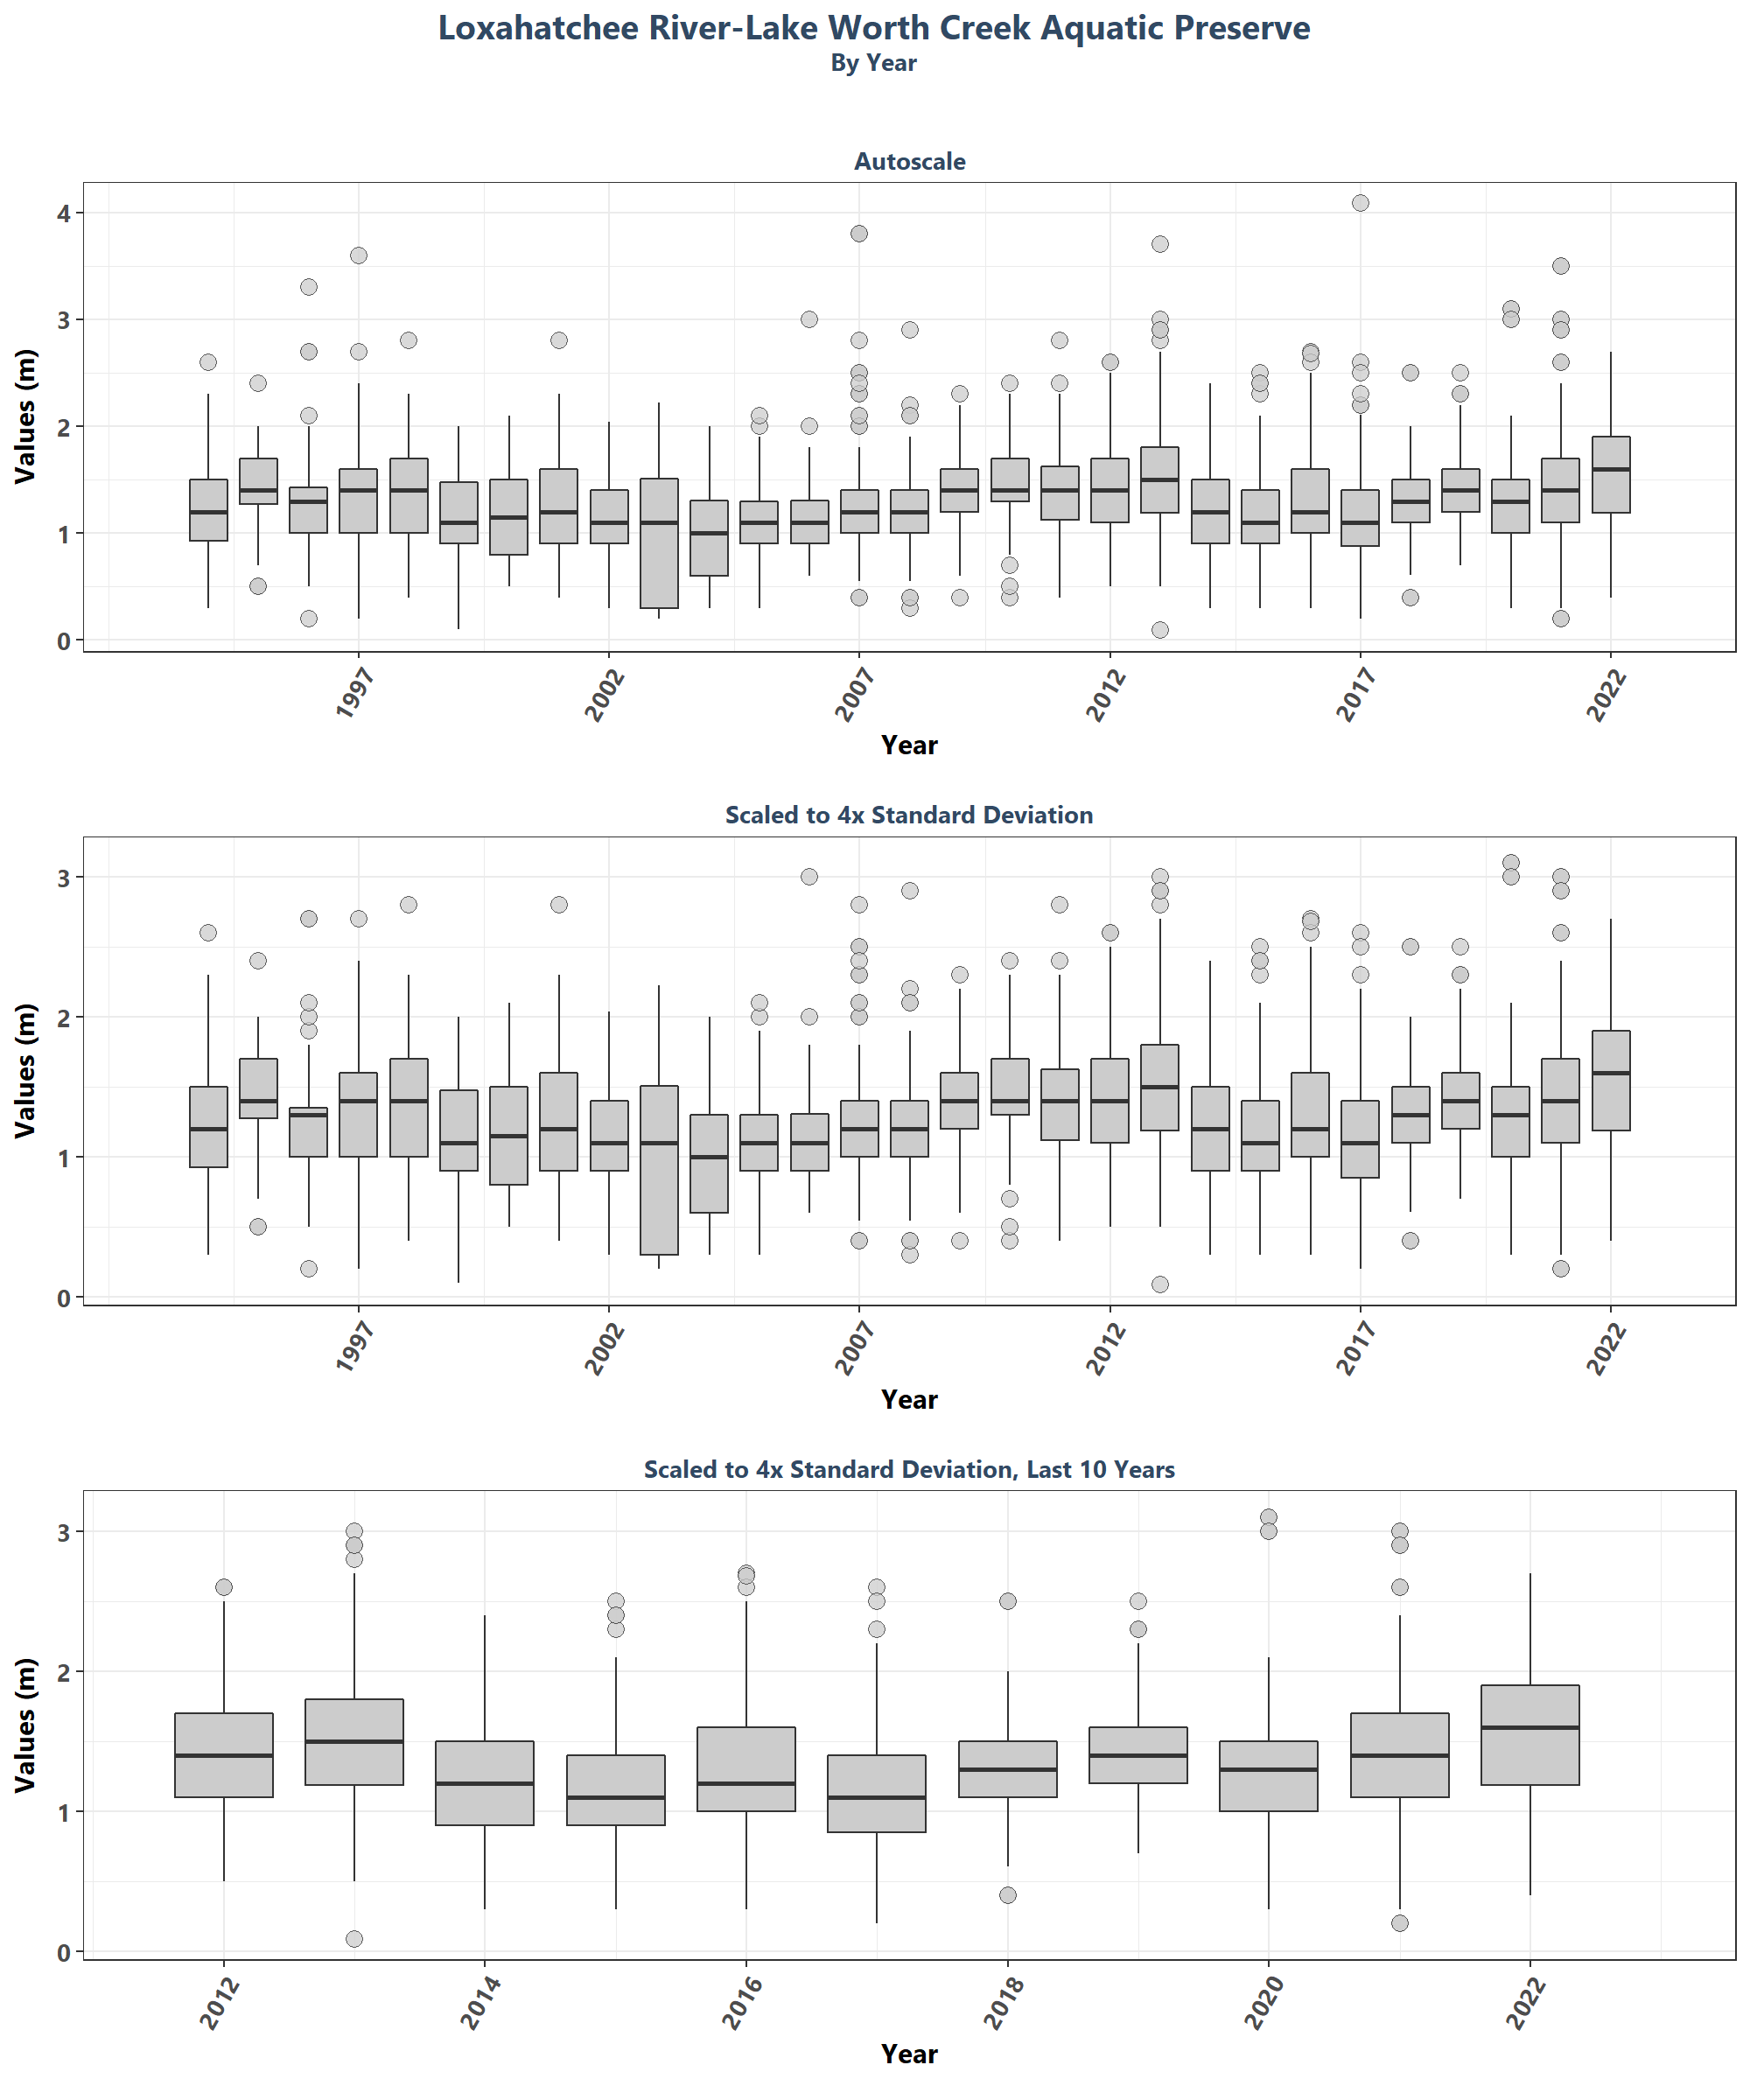 Loxahatchee River-Lake Worth Creek Aquatic Preserve
By Year
Autoscale
Values (m)
4
3
2
1
0
1997
2002
2007
2012
2017
2022
Year
Scaled to 4x Standard Deviation
Values (m)
3
2
1
0
1997
2002
2007
2012
2017
2022
Year
Scaled to 4x Standard Deviation, Last 10 Years
Values (m)
3
2
1
0
2012
2014
2016
2018
2020
2022
Year